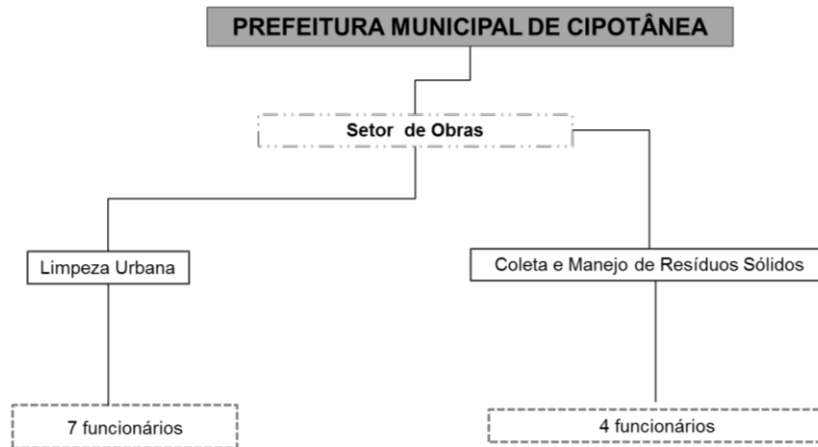 PREFEITURA MUNICIPAL DE CIPOTÂNEA
Setor de Obras
Limpeza Urbana
Coleta e Manejo de Resíduos Sólidos
7 funcionários
4 funcionários